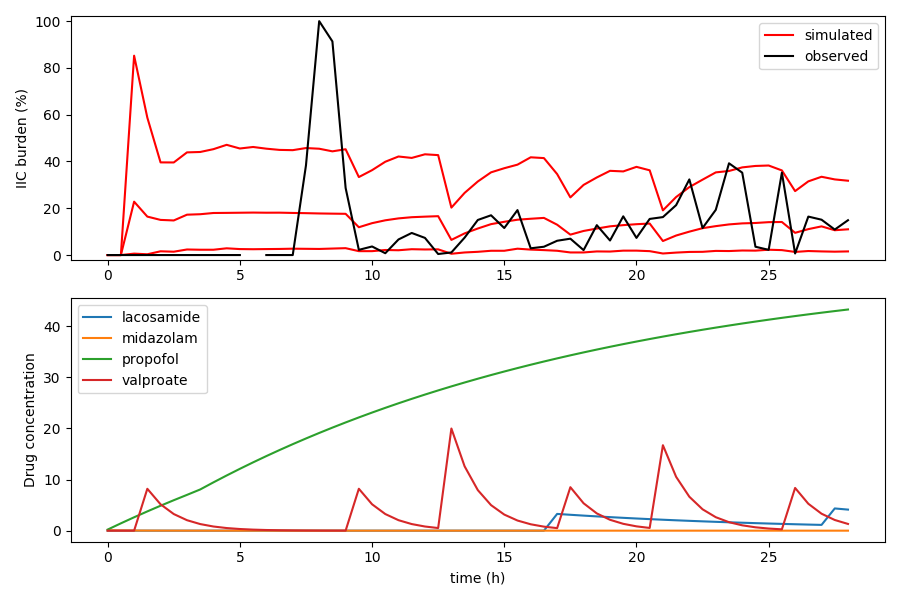 100
80
60
40
20
0
IIC burden (%)
simulated
observed
0 5 10 15 20 25
40
30
20
10
0
Drug concentration
lacosamide
midazolam
propofol
valproate
0 5 10 15 20 25
time (h)